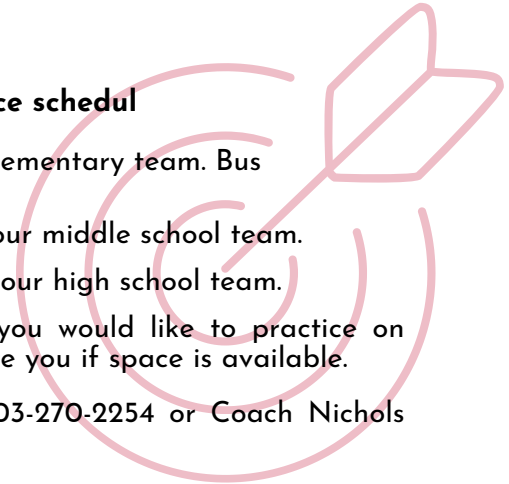 ce schedul
ementary team. Bus
our middle school team.
our high school team.
you would like to practice on
e you if space is available.
03-270-2254 or Coach Nichols